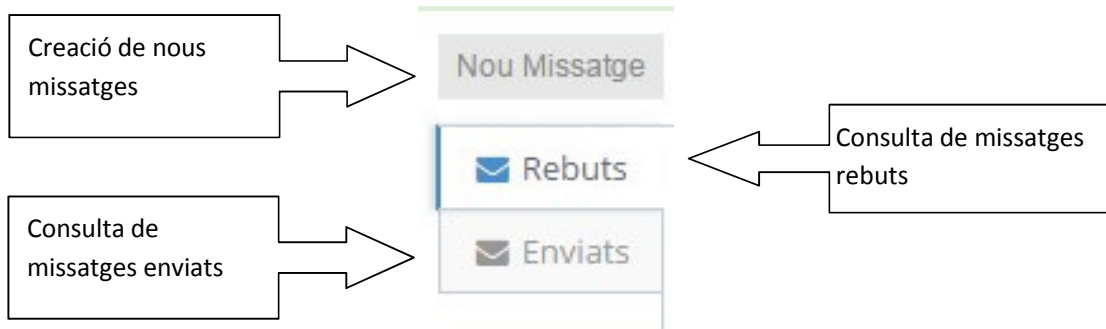 Creació de nous
missatges
Nou Missatge
Rebuts
Consulta de missatges
rebuts
Consulta de
missatges enviats
Enviats